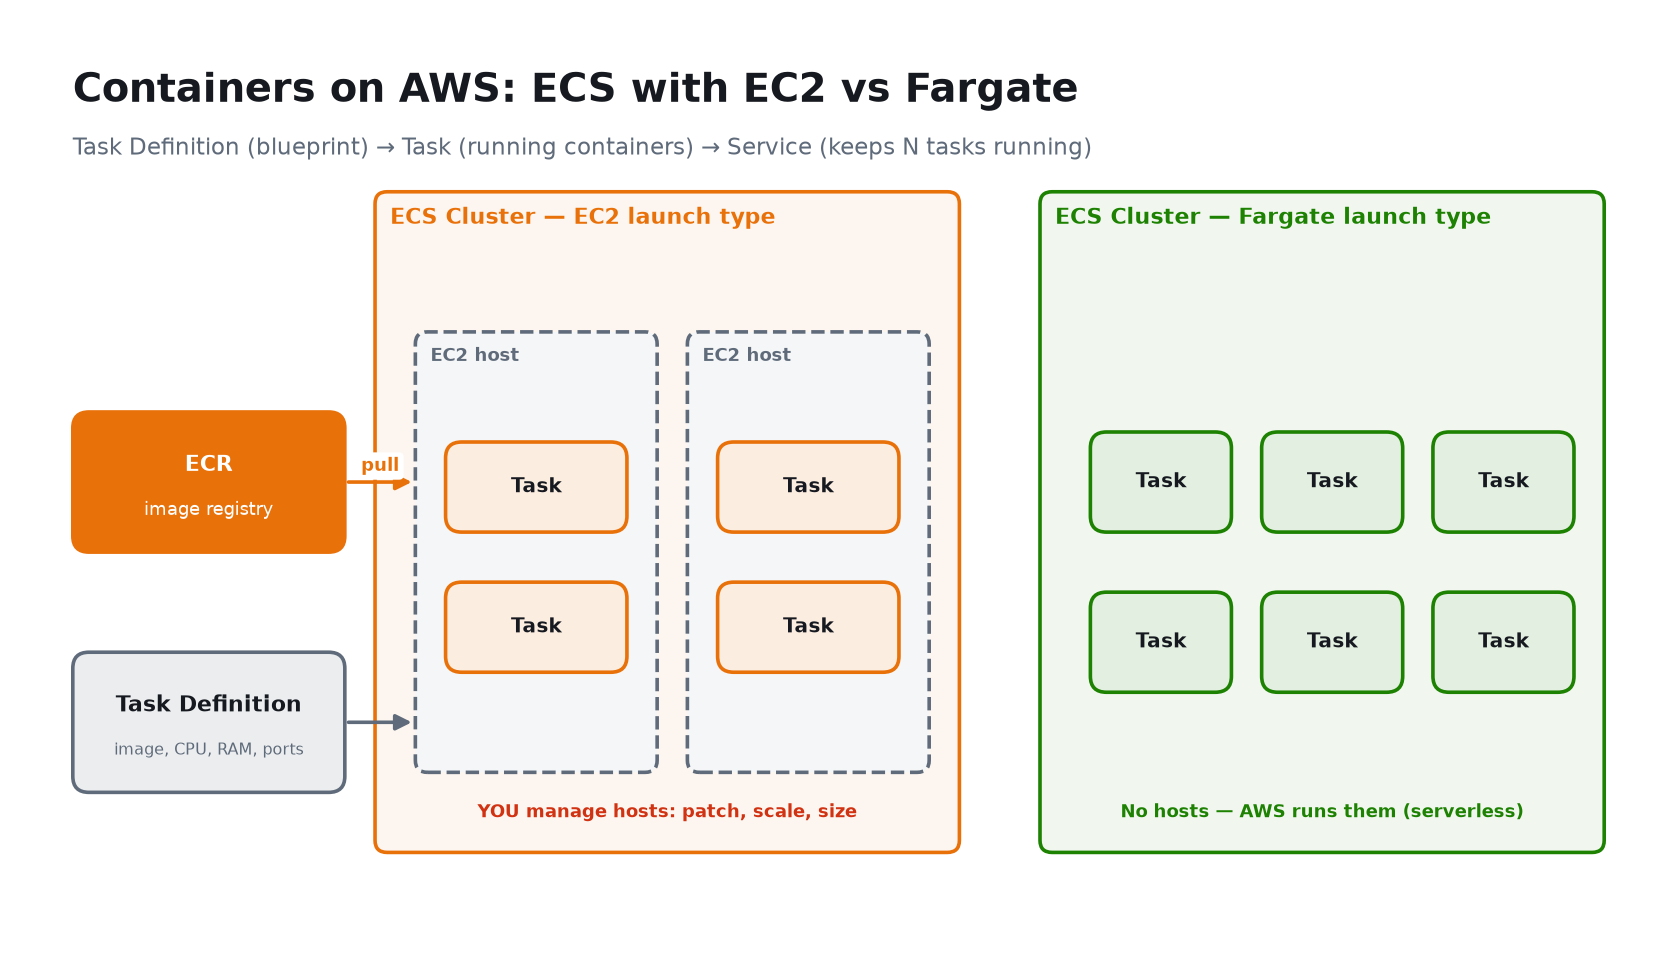 Containers on AWS: ECS with EC2 vs Fargate
Task Definition (blueprint) → Task (running containers) → Service (keeps N tasks running)
ECR
image registry
pull
Task Definition
image, CPU, RAM, ports
ECS Cluster — EC2 launch type
EC2 host
Task
Task
EC2 host
Task
Task
YOU manage hosts: patch, scale, size
ECS Cluster — Fargate launch type
Task
Task
Task
Task
Task
Task
No hosts — AWS runs them (serverless)